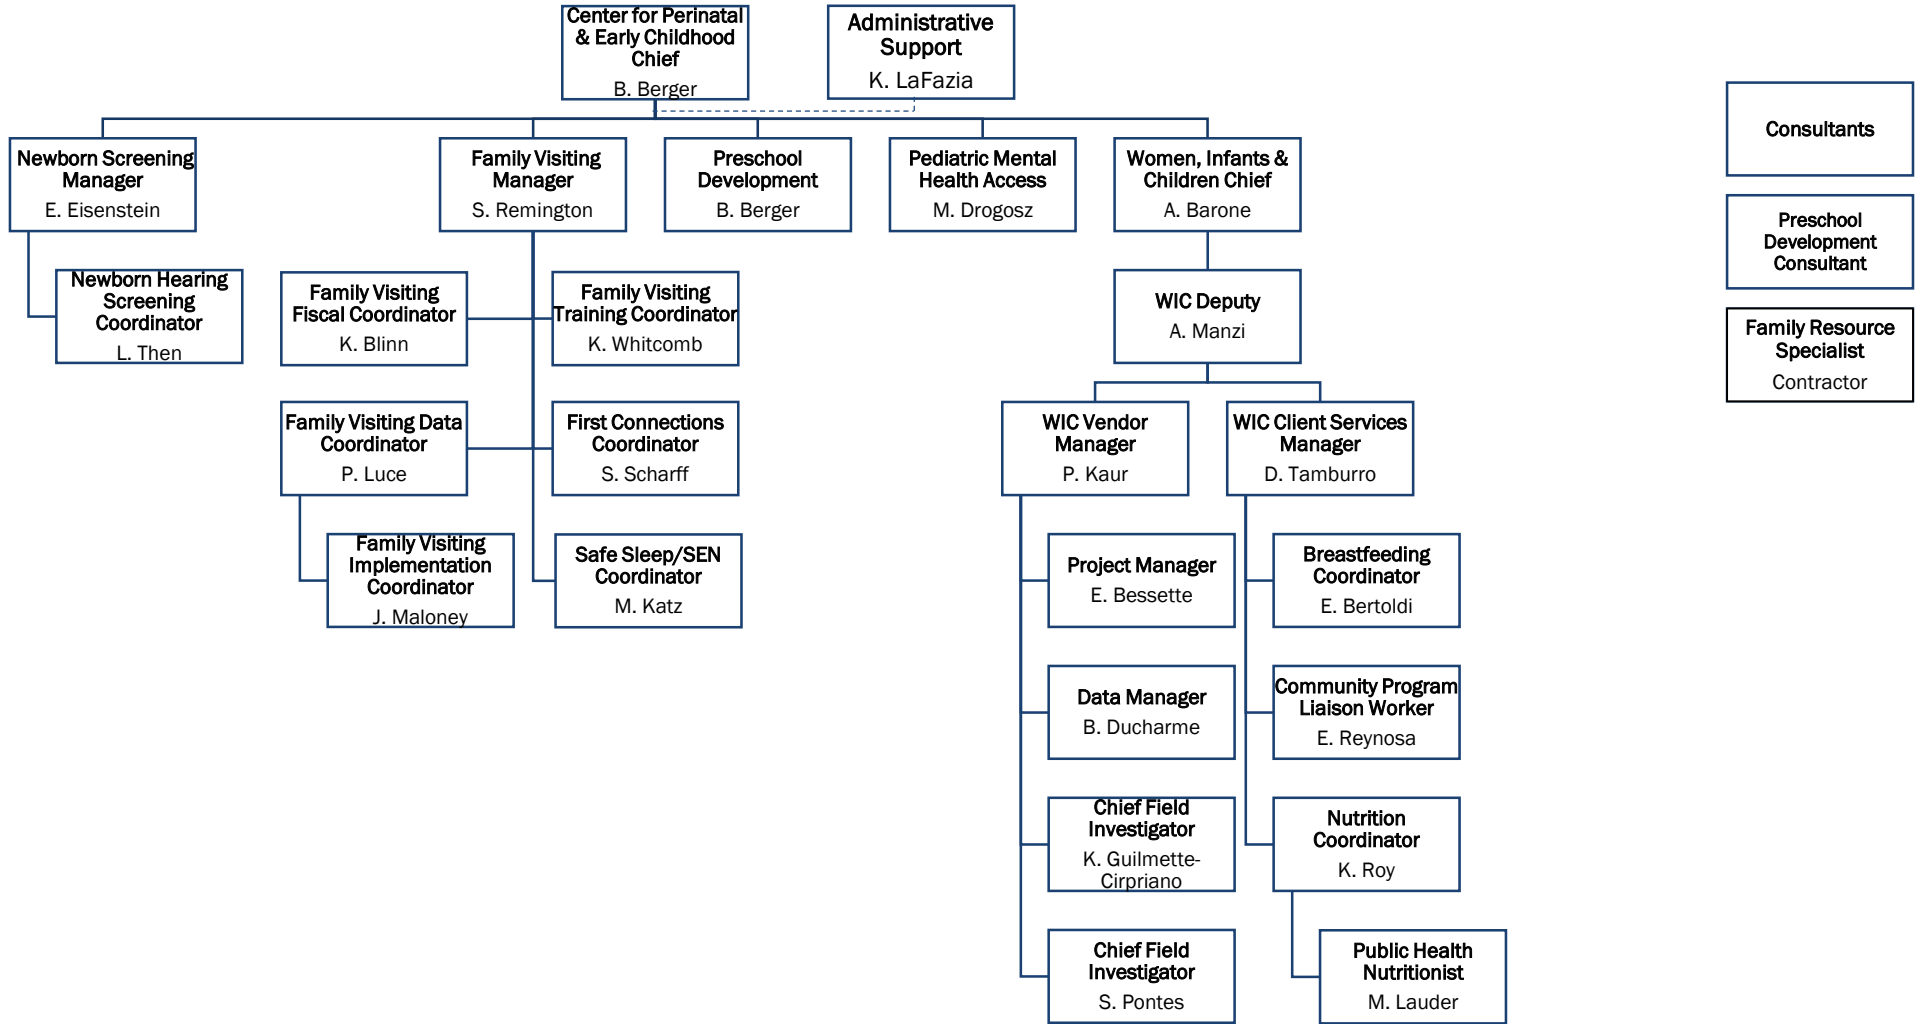 Center for Perinatal
& Early Childhood
Chief
B. Berger
Administrative
Support
K. LaFazia
Newborn Screening
Manager
E. Eisenstein
Family Visiting
Manager
S. Remington
Preschool
Development
B. Berger
Pediatric Mental
Health Access
M. Drogosz
Women, Infants &
Children Chief
A. Barone
Newborn Hearing
Screening
Coordinator
L. Then
Family Visiting
Fiscal Coordinator
K. Blinn
Family Visiting
Training Coordinator
K. Whitcomb
Family Visiting Data
Coordinator
P. Luce
First Connections
Coordinator
S. Scharff
Family Visiting
Implementation
Coordinator
J. Maloney
Safe Sleep/SEN
Coordinator
M. Katz
WIC Deputy
A. Manzi
WIC Vendor
Manager
P. Kaur
WIC Client Services
Manager
D. Tamburro
Project Manager
E. Bessette
Data Manager
B. Ducharme
Chief Field
Investigator
K. Guilmette-
Cirpriano
Chief Field
Investigator
S. Pontes
Breastfeeding
Coordinator
E. Bertoldi
Community Program
Liaison Worker
E. Reynosa
Nutrition
Coordinator
K. Roy
Public Health
Nutritionist
M. Lauder
Consultants
Preschool
Development
Consultant
Family Resource
Specialist
Contractor